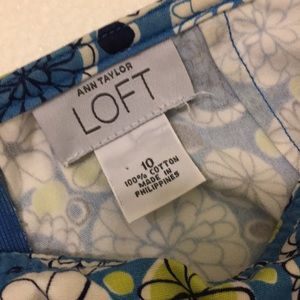 ANN TAYLOR
LOFT
10
100% COTTON
MADE IN
PHILIPPINES